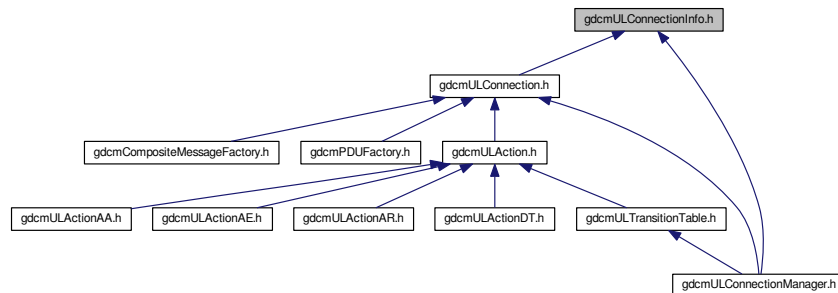 gdcmULConnectionInfo.h
gdcmULConnection.h
gdcmCompositeMessageFactory.h
gdcmPDUFactory.h
gdcmULAction.h
gdcmULActionAA.h
gdcmULActionAE.h
gdcmULActionAR.h
gdcmULActionDT.h
gdcmULTransitionTable.h
gdcmULConnectionManager.h